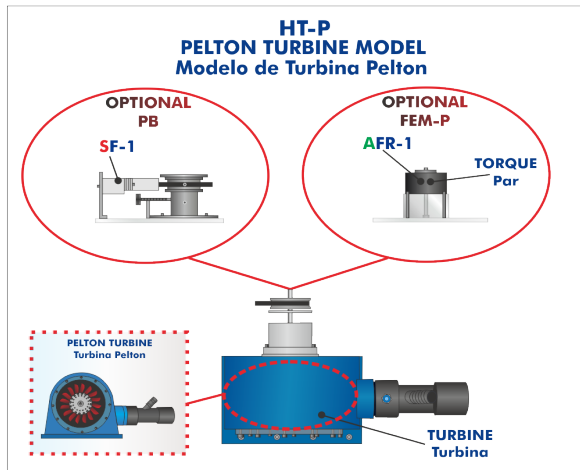 HT-P
PELTON TURBINE MODEL
Modelo de Turbina Pelton
OPTIONAL
PB
SF-1
OPTIONAL
FEM-P
AFR-1
TORQUE
Par
PELTON TURBINE
Turbina Pelton
TURBINE
Turbina